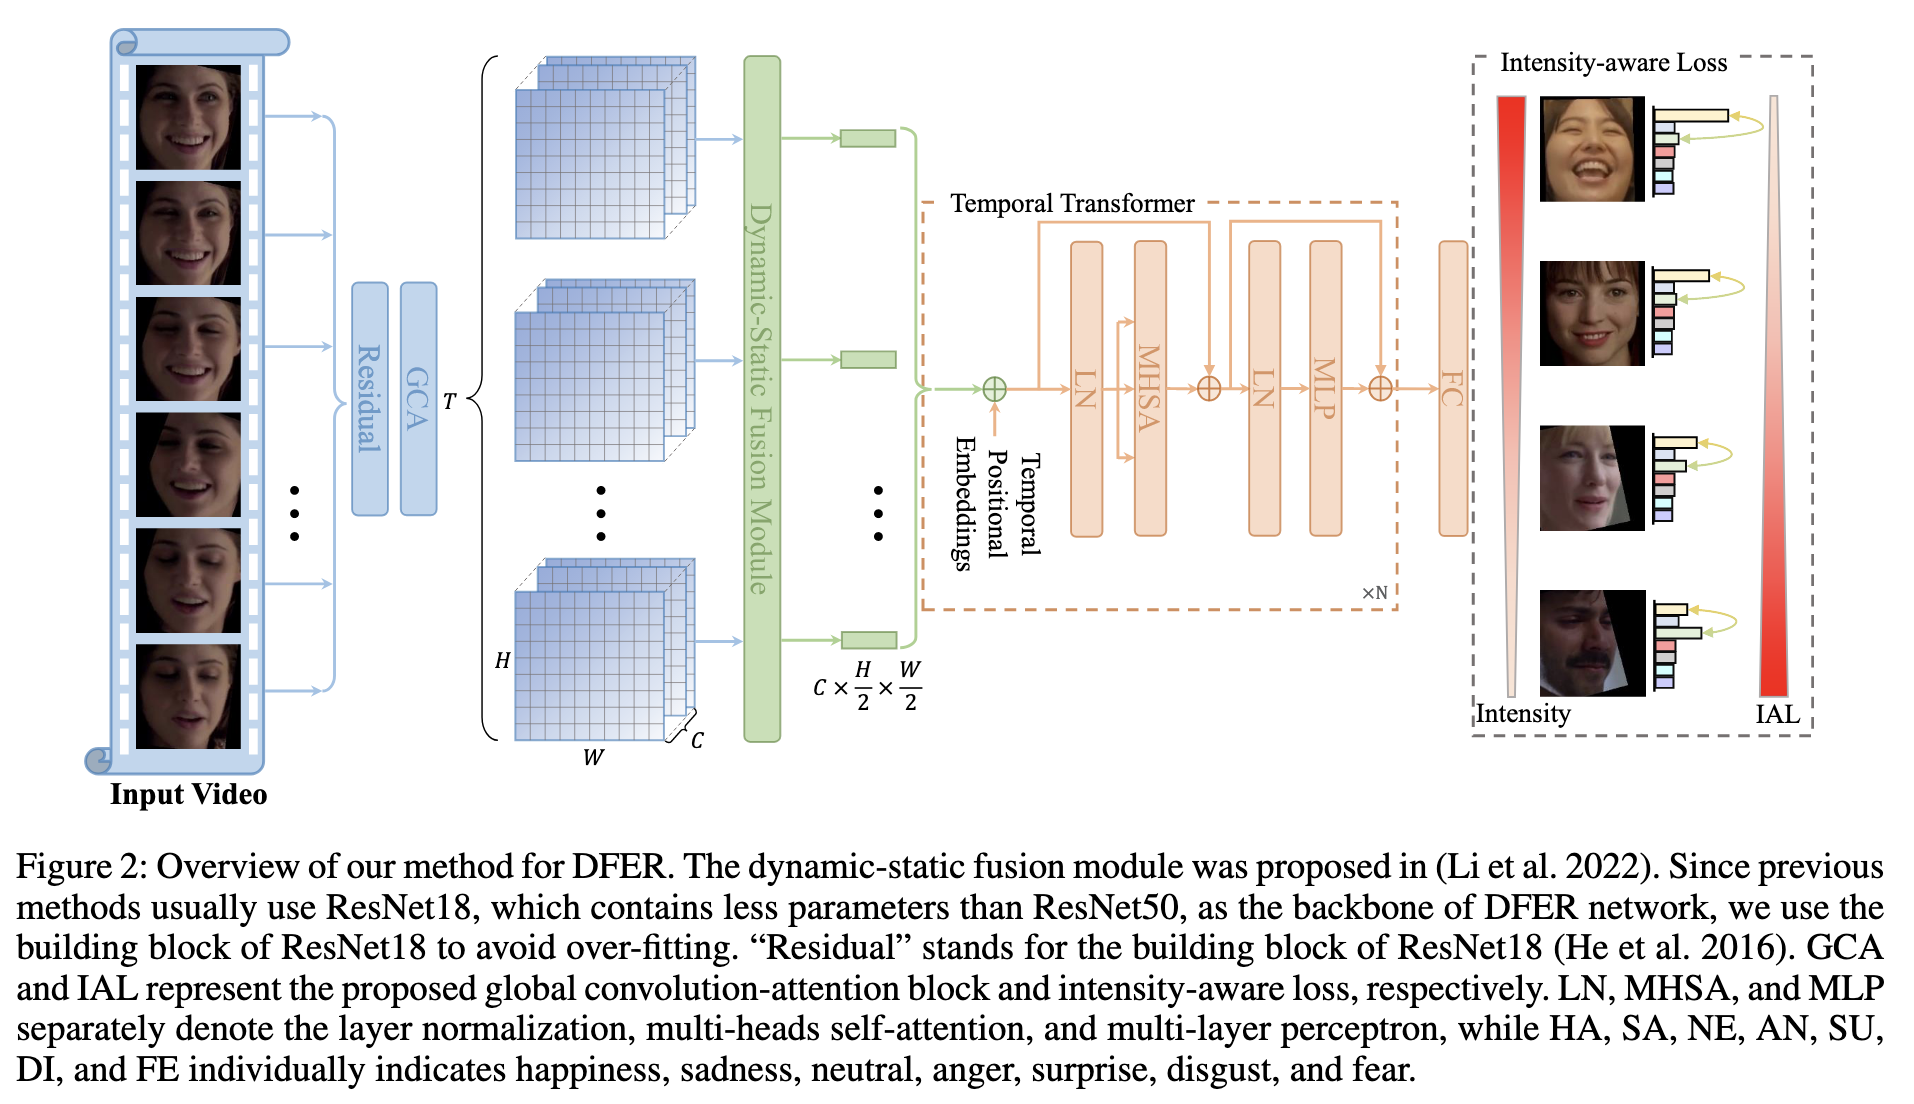 Input Video
Residual
GCA
T
H
W
C
Dynamic-Static Fusion Module
C × H/2 × W/2
Temporal Transformer
Temporal
Positional
Embeddings
LN
MHSA
LN
MLP
×N
FC
Intensity-aware Loss
Intensity
IAL
Figure 2: Overview of our method for DFER. The dynamic-static fusion module was proposed in (Li et al. 2022). Since previous
methods usually use ResNet18, which contains less parameters than ResNet50, as the backbone of DFER network, we use the
building block of ResNet18 to avoid over-fitting. “Residual” stands for the building block of ResNet18 (He et al. 2016). GCA
and IAL represent the proposed global convolution-attention block and intensity-aware loss, respectively. LN, MHSA, and MLP
separately denote the layer normalization, multi-heads self-attention, and multi-layer perceptron, while HA, SA, NE, AN, SU,
DI, and FE individually indicates happiness, sadness, neutral, anger, surprise, disgust, and fear.